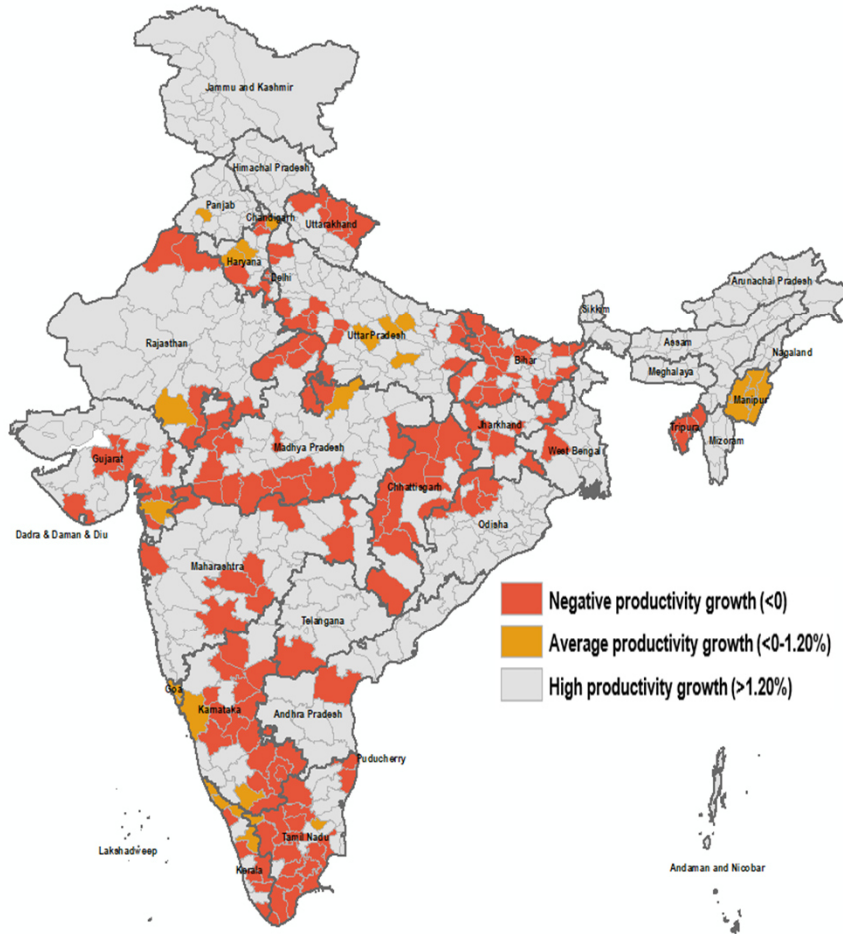 Jammu and Kashmir
Himachal Pradesh
Panjab
Chandigarh
Uttarakhand
Haryana
Delhi
Arunachal Pradesh
Sikkim
Rajasthan
Uttar Pradesh
Assam
Bihar
Nagaland
Meghalaya
Manipur
Tripura
Mizoram
Jharkhand
Madhya Pradesh
West Bengal
Gujarat
Chhattisgarh
Odisha
Dadra & Daman & Diu
Maharashtra
Negative productivity growth (<0)
Telangana
Average productivity growth (<0-1.20%)
High productivity growth (>1.20%)
Goa
Karnataka
Andhra Pradesh
Puducherry
Tamil Nadu
Lakshadweep
Kerala
Andaman and Nicobar